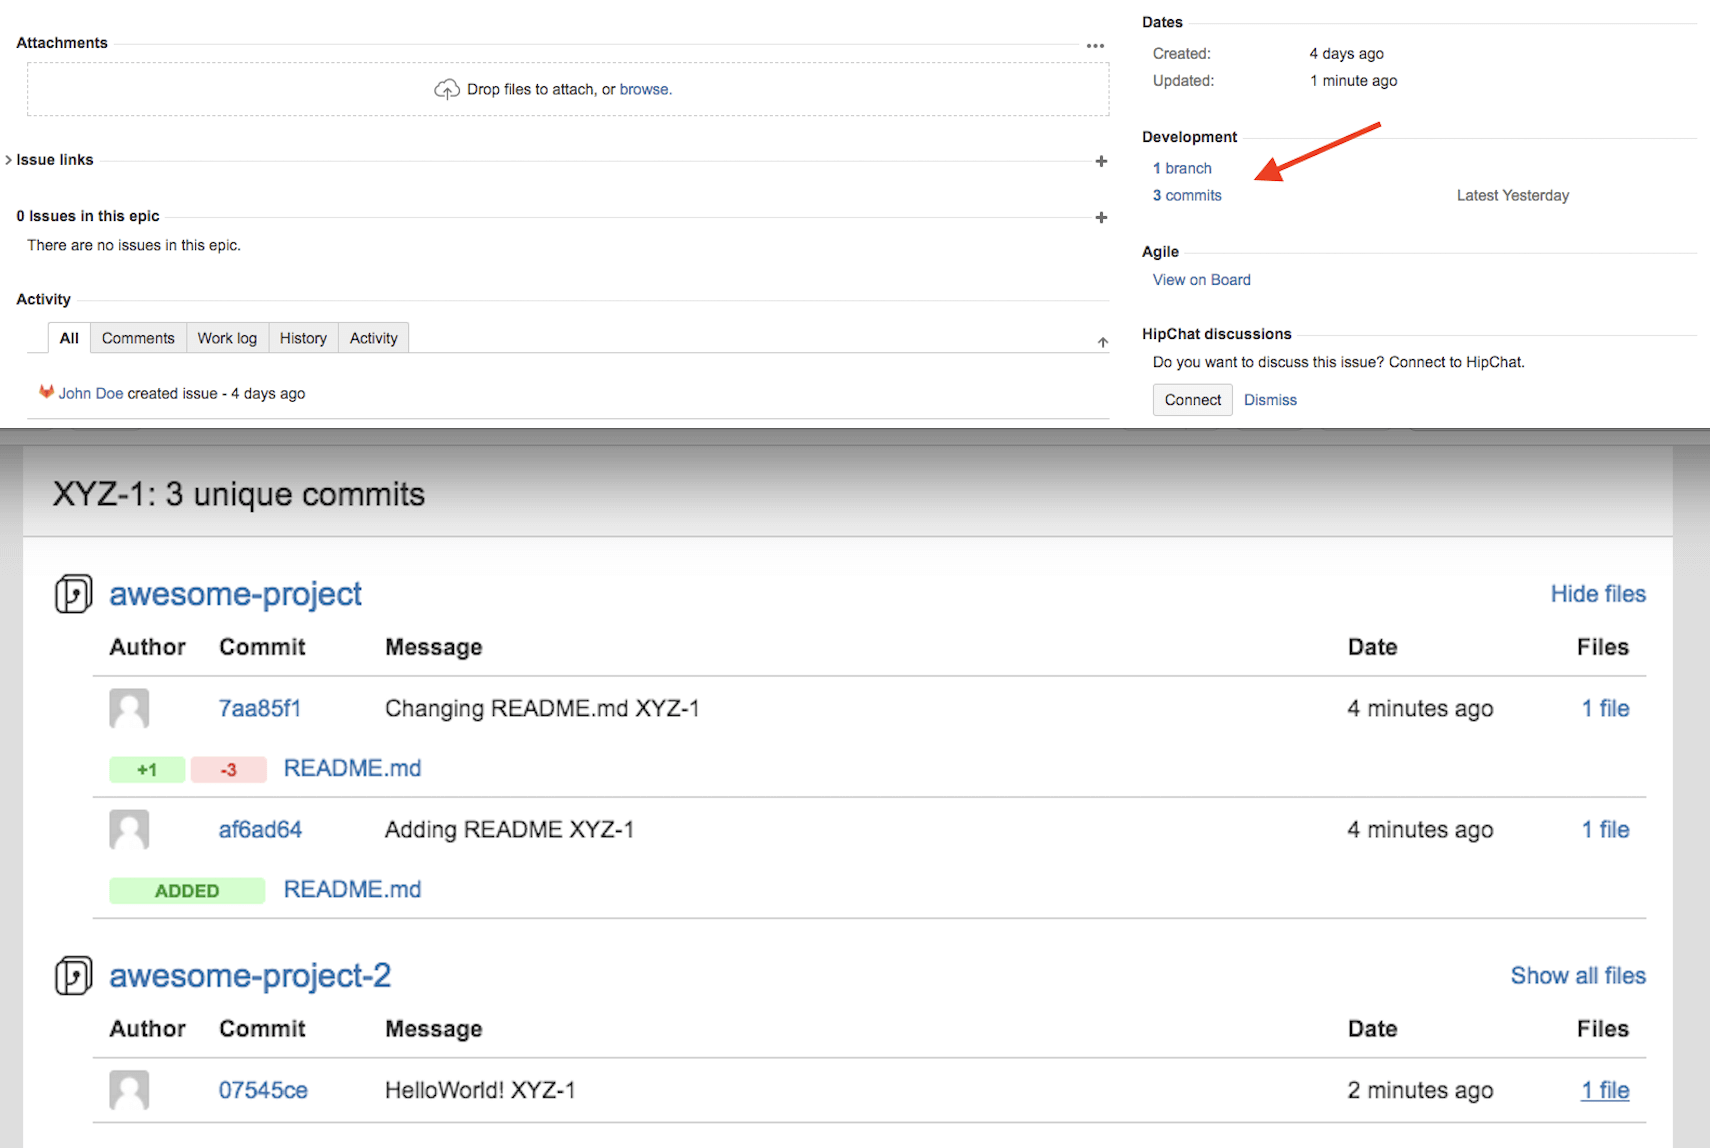 Attachments
Drop files to attach, or browse.
Issue links
0 Issues in this epic
There are no issues in this epic.
Activity
All Comments Work log History Activity
John Doe created issue - 4 days ago
Dates
Created: 4 days ago
Updated: 1 minute ago
Development
1 branch
3 commits Latest Yesterday
Agile
View on Board
HipChat discussions
Do you want to discuss this issue? Connect to HipChat.
Connect Dismiss
XYZ-1: 3 unique commits
awesome-project Hide files
Author Commit Message Date Files
7aa85f1 Changing README.md XYZ-1 4 minutes ago 1 file
+1 -3 README.md
af6ad64 Adding README XYZ-1 4 minutes ago 1 file
ADDED README.md
awesome-project-2 Show all files
Author Commit Message Date Files
07545ce HelloWorld! XYZ-1 2 minutes ago 1 file